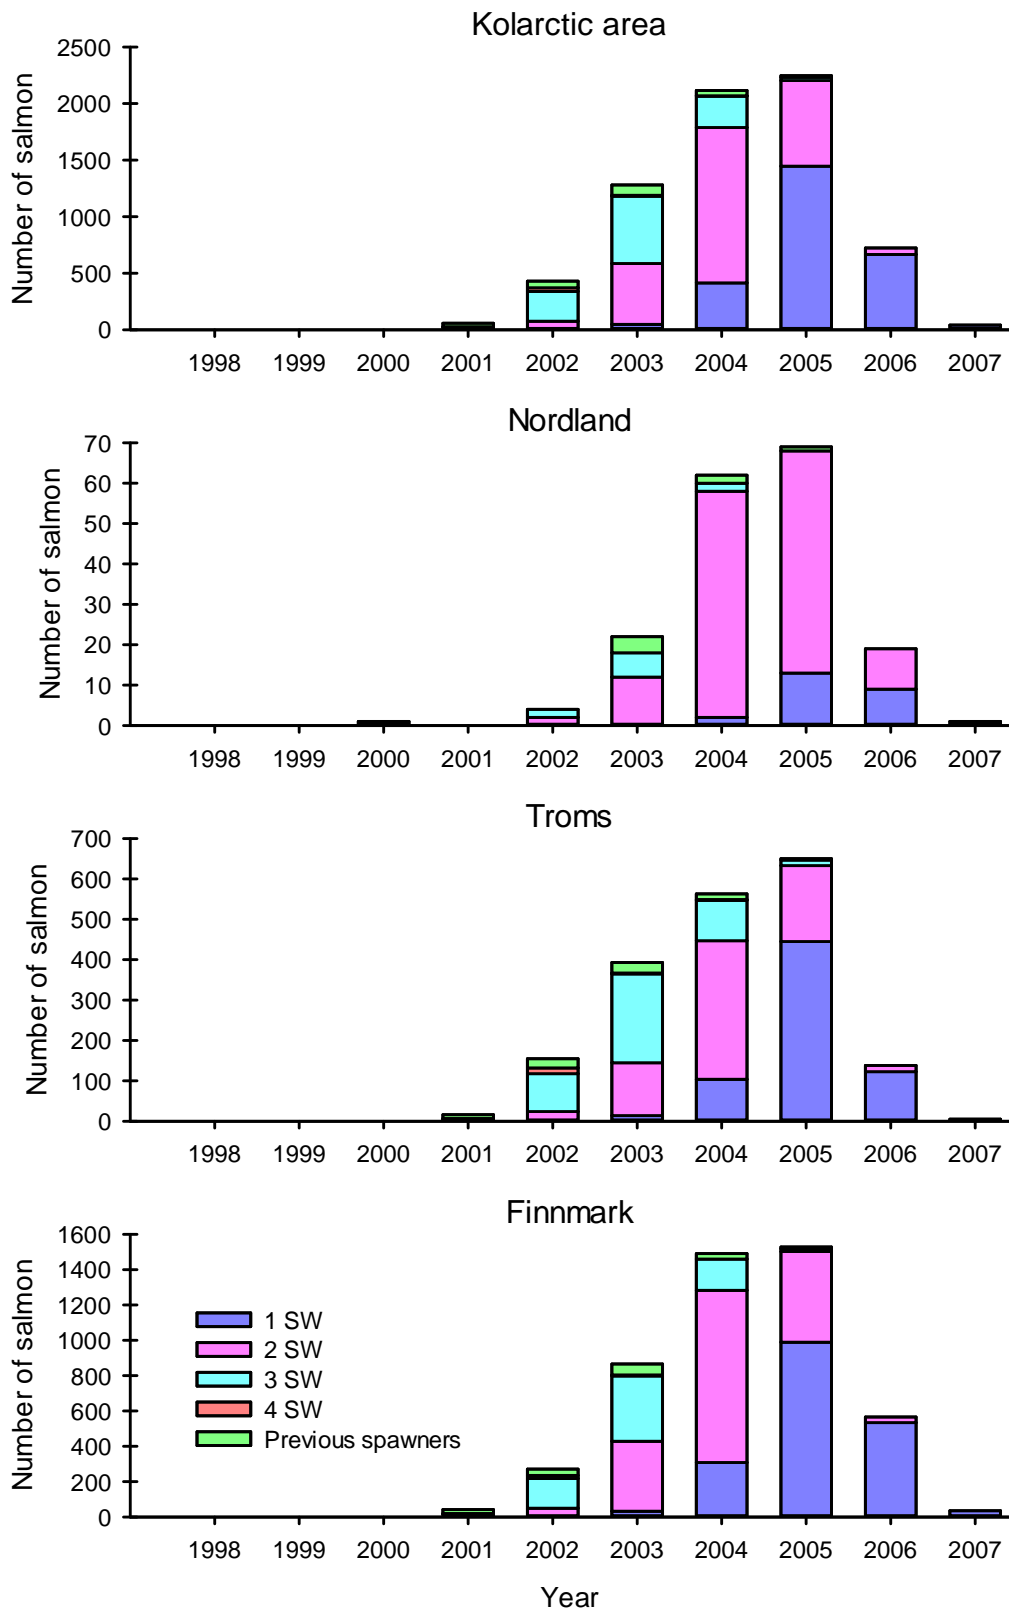 Kolarctic area
Number of salmon
2500
2000
1500
1000
500
0
1998 1999 2000 2001 2002 2003 2004 2005 2006 2007
Nordland
Number of salmon
70
60
50
40
30
20
10
0
1998 1999 2000 2001 2002 2003 2004 2005 2006 2007
Troms
Number of salmon
700
600
500
400
300
200
100
0
1998 1999 2000 2001 2002 2003 2004 2005 2006 2007
Finnmark
Number of salmon
1600
1400
1200
1000
800
600
400
200
0
1 SW
2 SW
3 SW
4 SW
Previous spawners
1998 1999 2000 2001 2002 2003 2004 2005 2006 2007
Year